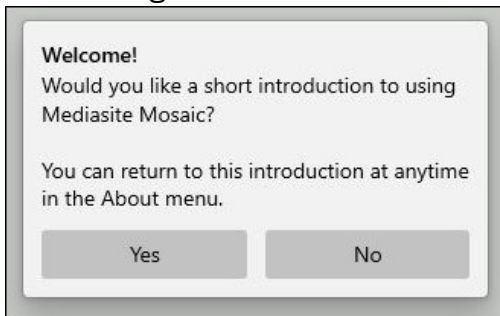 Welcome!
Would you like a short introduction to using
Mediasite Mosaic?
You can return to this introduction at anytime
in the About menu.
Yes
No